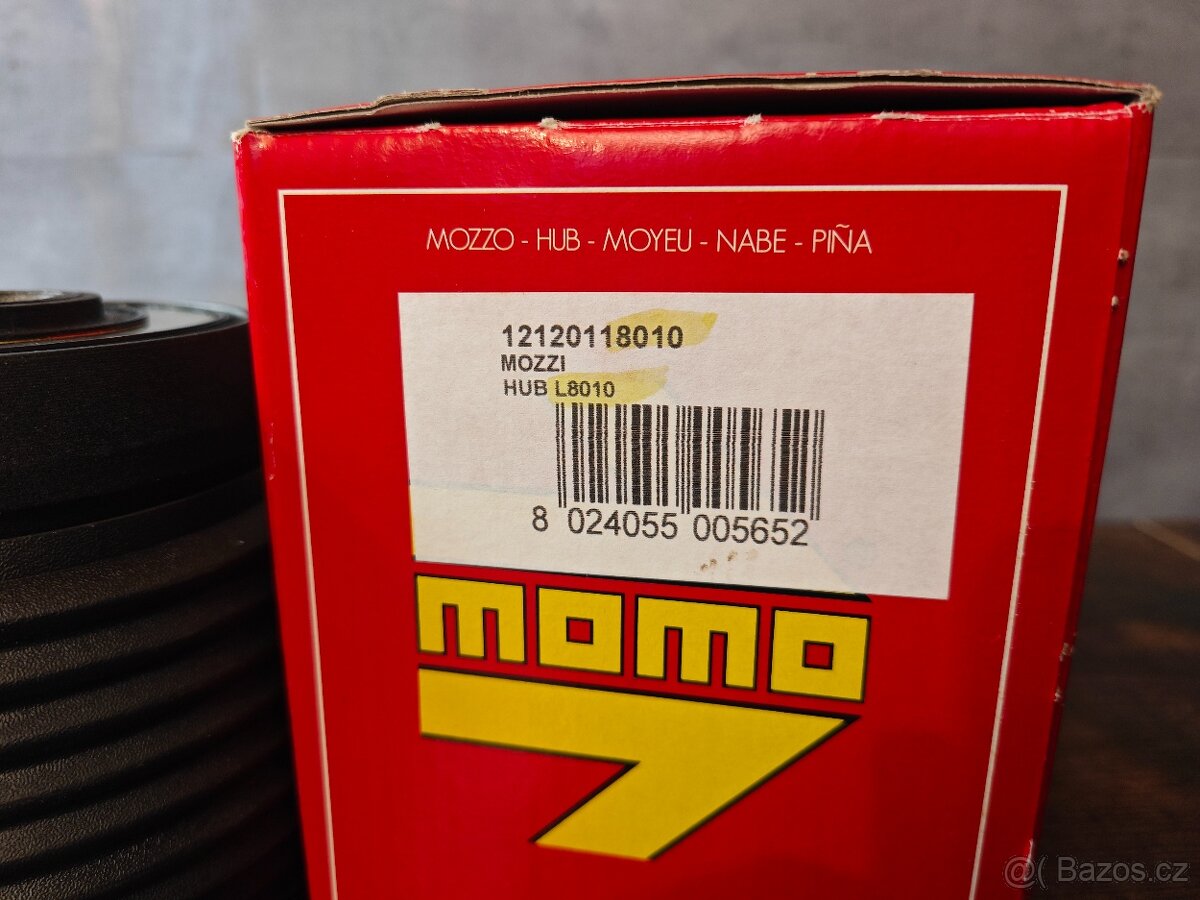 MOZZO - HUB - MOYEU - NABE - PIÑA
12120118010
MOZZI
HUB L8010
8 024055 005652
momo
@( Bazos.cz